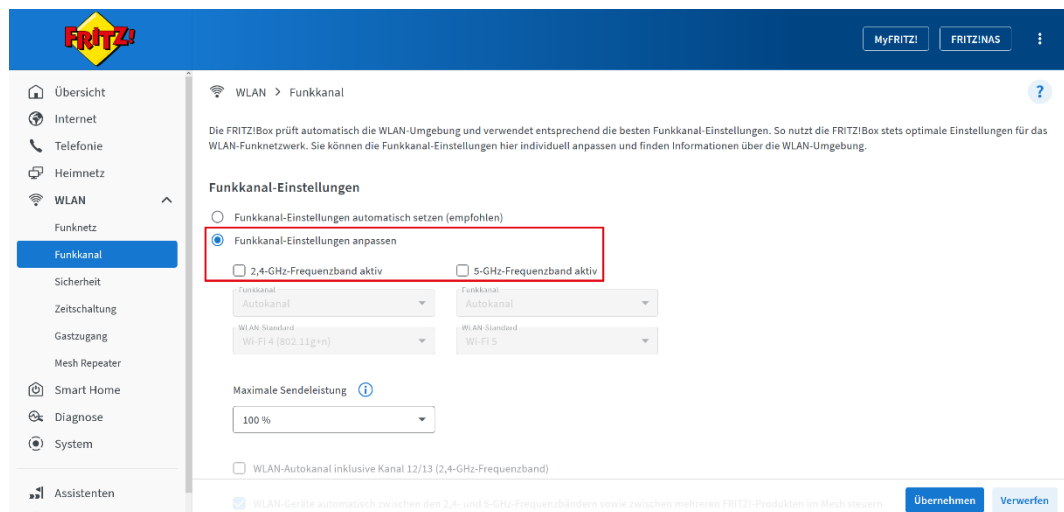 FRITZ!
MyFRITZ!
FRITZ!NAS
Übersicht
Internet
Telefonie
Heimnetz
WLAN
Funknetz
Funkkanal
Sicherheit
Zeitschaltung
Gastzugang
Mesh Repeater
Smart Home
Diagnose
System
Assistenten
WLAN > Funkkanal
?
Die FRITZ!Box prüft automatisch die WLAN-Umgebung und verwendet entsprechend die besten Funkkanal-Einstellungen. So nutzt die FRITZ!Box stets optimale Einstellungen für das
WLAN-Funknetzwerk. Sie können die Funkkanal-Einstellungen hier individuell anpassen und finden Informationen über die WLAN-Umgebung.
Funkkanal-Einstellungen
Funkkanal-Einstellungen automatisch setzen (empfohlen)
Funkkanal-Einstellungen anpassen
2,4-GHz-Frequenzband aktiv
5-GHz-Frequenzband aktiv
Funkkanal
Autokanal
Funkkanal
Autokanal
WLAN-Standard
Wi-Fi 4 (802.11g+n)
WLAN-Standard
Wi-Fi 5
Maximale Sendeleistung
100 %
WLAN-Autokanal inklusive Kanal 12/13 (2,4-GHz-Frequenzband)
WLAN-Geräte automatisch zwischen den 2,4- und 5-GHz-Frequenzbändern sowie zwischen mehreren FRITZ!-Produkten im Mesh steuern
Übernehmen
Verwerfen